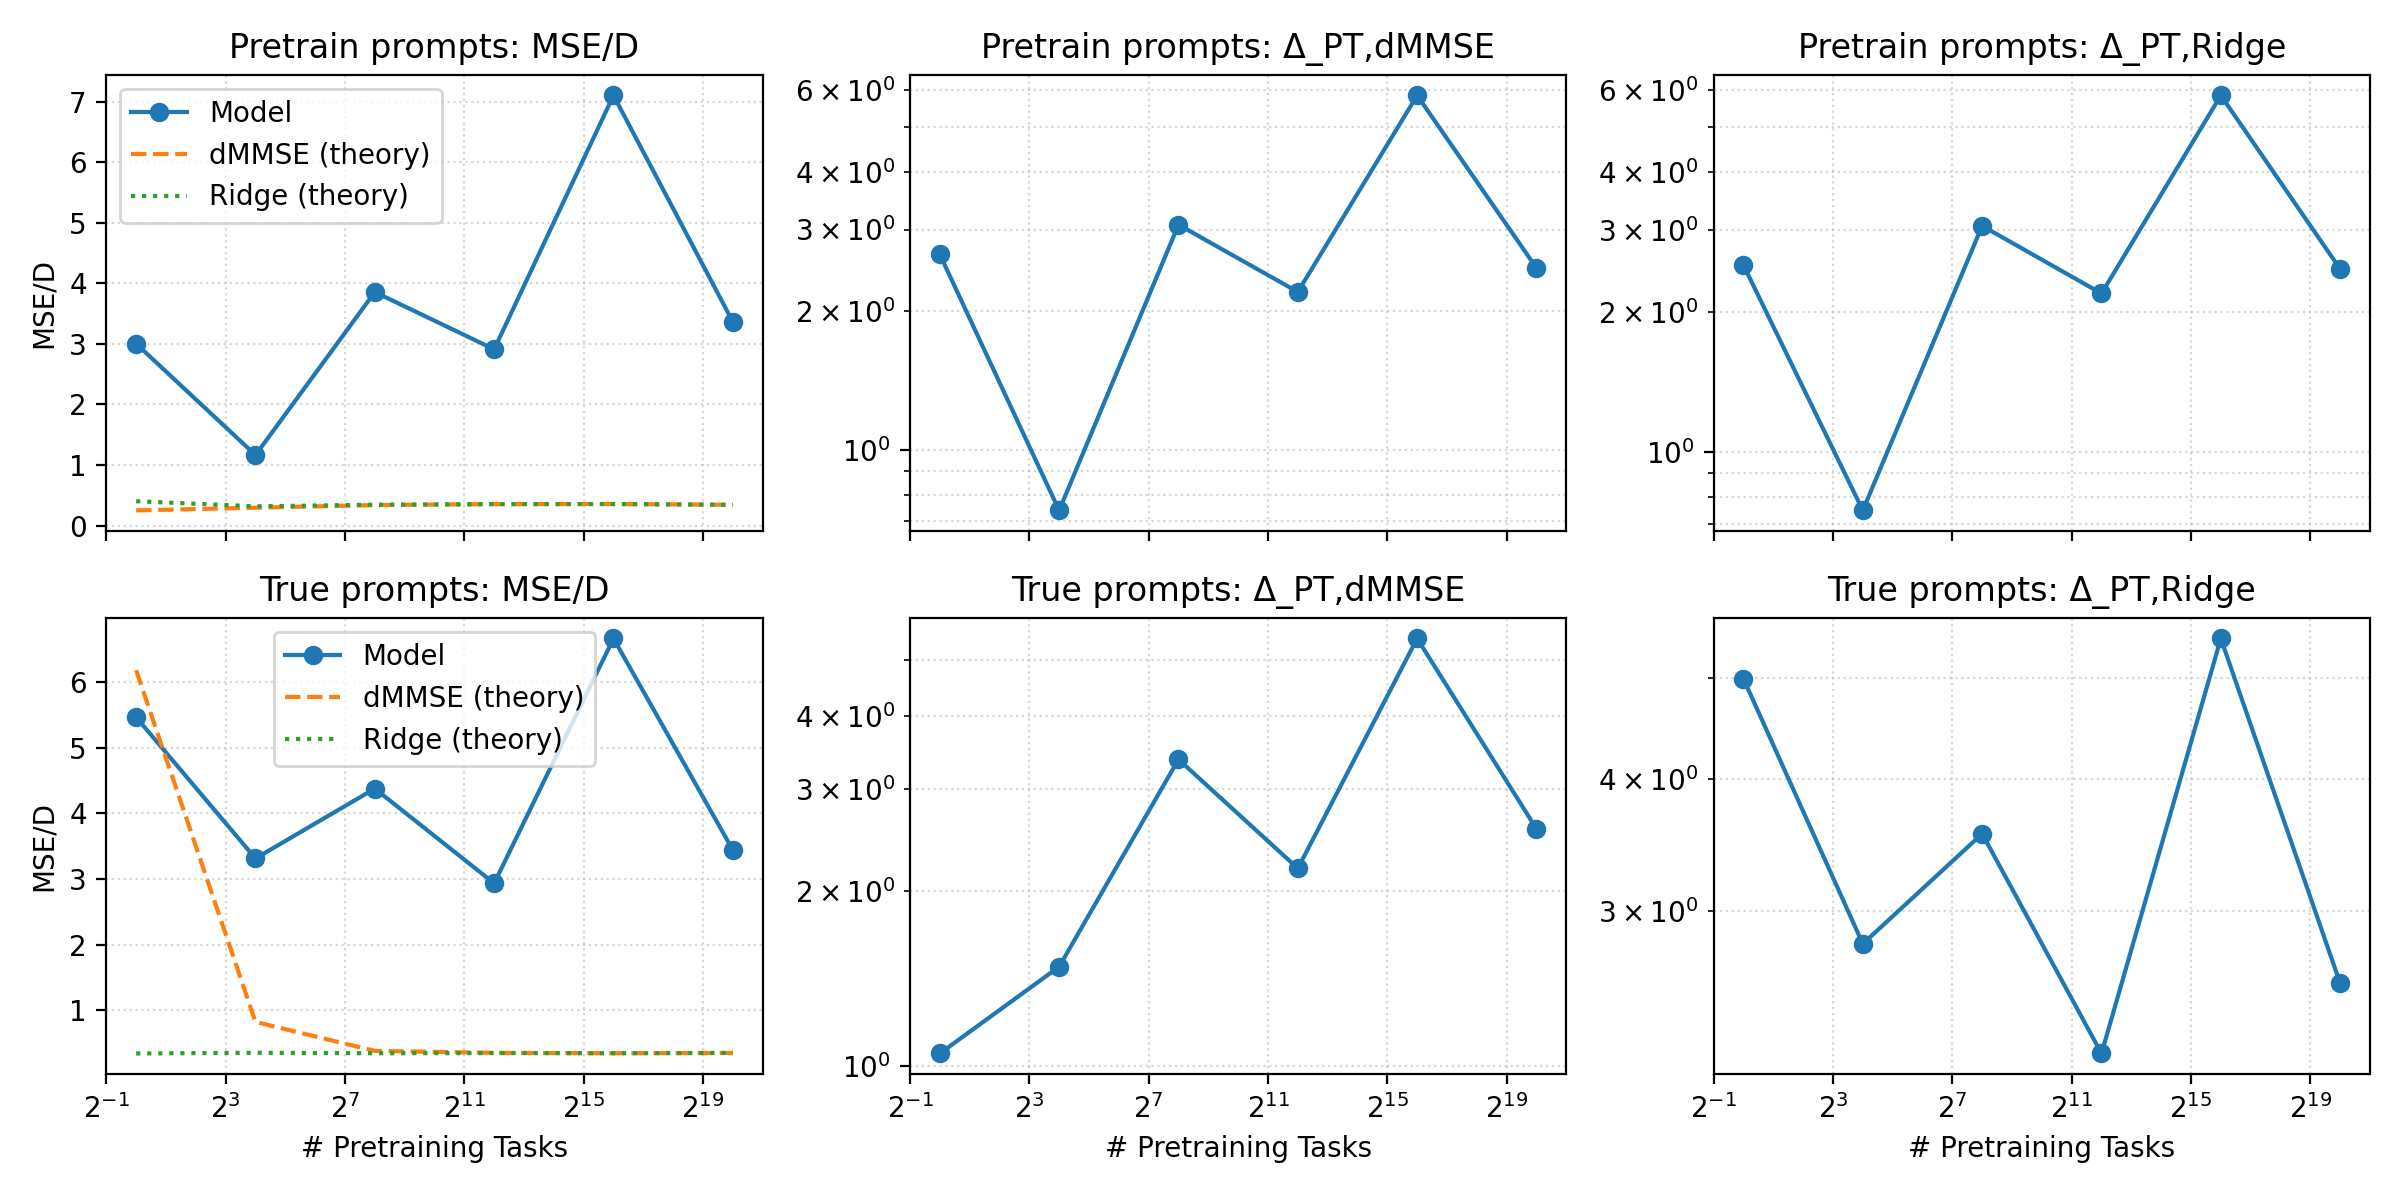 Pretrain prompts: MSE/D
Pretrain prompts: Δ_PT,dMMSE
Pretrain prompts: Δ_PT,Ridge
Model
dMMSE (theory)
Ridge (theory)
MSE/D
7
6
5
4
3
2
1
0
6 × 10⁰
4 × 10⁰
3 × 10⁰
2 × 10⁰
10⁰
6 × 10⁰
4 × 10⁰
3 × 10⁰
2 × 10⁰
10⁰
True prompts: MSE/D
True prompts: Δ_PT,dMMSE
True prompts: Δ_PT,Ridge
Model
dMMSE (theory)
Ridge (theory)
MSE/D
6
5
4
3
2
1
2⁻¹ 2³ 2⁷ 2¹¹ 2¹⁵ 2¹⁹
# Pretraining Tasks
4 × 10⁰
3 × 10⁰
2 × 10⁰
10⁰
2⁻¹ 2³ 2⁷ 2¹¹ 2¹⁵ 2¹⁹
# Pretraining Tasks
4 × 10⁰
3 × 10⁰
2⁻¹ 2³ 2⁷ 2¹¹ 2¹⁵ 2¹⁹
# Pretraining Tasks